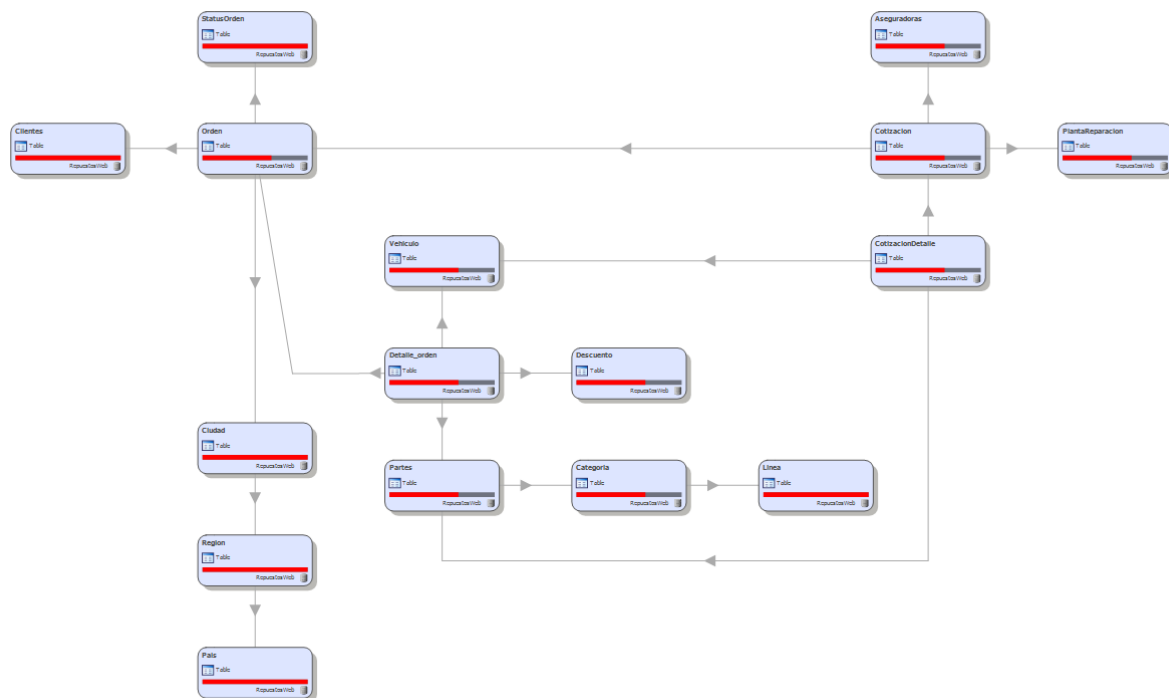 StatusOrden
Table
RepuestosWeb
Aseguradoras
Table
RepuestosWeb
Clientes
Table
RepuestosWeb
Orden
Table
RepuestosWeb
Cotizacion
Table
RepuestosWeb
PlantaReparacion
Table
RepuestosWeb
Vehiculo
Table
RepuestosWeb
CotizacionDetalle
Table
RepuestosWeb
Detalle_orden
Table
RepuestosWeb
Descuento
Table
RepuestosWeb
Ciudad
Table
RepuestosWeb
Partes
Table
RepuestosWeb
Categoria
Table
RepuestosWeb
Linea
Table
RepuestosWeb
Region
Table
RepuestosWeb
Pais
Table
RepuestosWeb